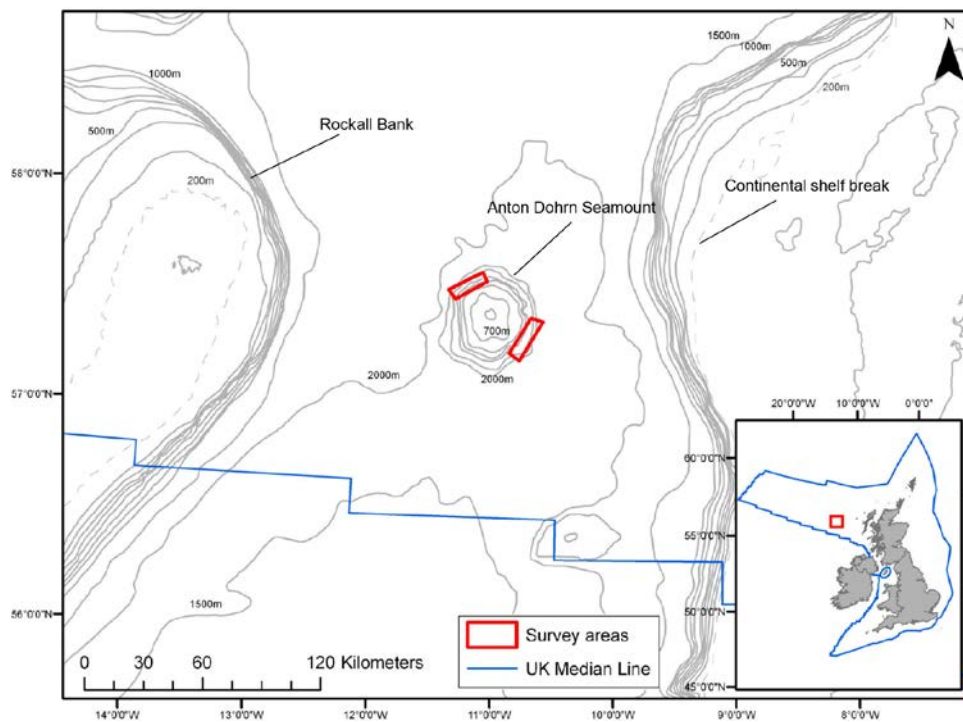 1500m
1000m
500m
200m
N
1000m
500m
200m
Rockall Bank
58°0'0"N
Continental shelf break
Anton Dohrn Seamount
700m
2000m
2000m
57°0'0"N
20°0'0"W 10°0'0"W 0°0'0"
60°0'0"N
55°0'0"N
50°0'0"N
45°0'0"N
56°0'0"N
1500m
Survey areas
UK Median Line
0 30 60 120 Kilometers
14°0'0"W 13°0'0"W 12°0'0"W 11°0'0"W 10°0'0"W 9°0'0"W